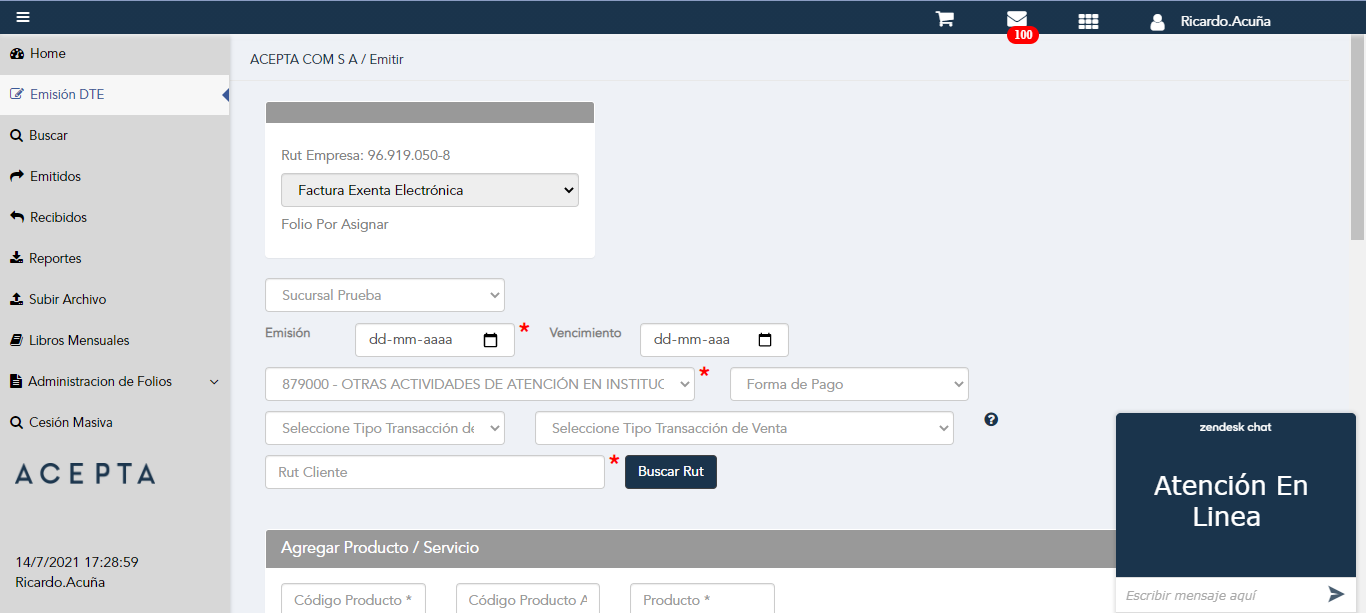 100
Ricardo.Acuña
Home
Emisión DTE
Buscar
Emitidos
Recibidos
Reportes
Subir Archivo
Libros Mensuales
Administracion de Folios
Cesión Masiva
ACEPTA
14/7/2021 17:28:59
Ricardo.Acuña
ACEPTA COM S A / Emitir
Rut Empresa: 96.919.050-8
Factura Exenta Electrónica
Folio Por Asignar
Sucursal Prueba
Emisión dd-mm-aaaa * Vencimiento dd-mm-aaa
879000 - OTRAS ACTIVIDADES DE ATENCIÓN EN INSTITUC * Forma de Pago
Seleccione Tipo Transacción de Seleccione Tipo Transacción de Venta ?
Rut Cliente * Buscar Rut
Agregar Producto / Servicio
Código Producto * Código Producto A Producto *
zendesk chat
Atención En
Linea
Escribir mensaje aquí